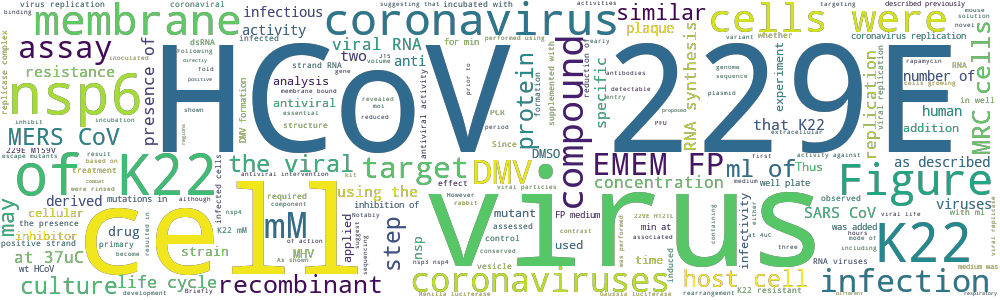 virus replication
coronaviral
suggesting that incubated with
activities
targeting
were
described previously
binding
membrane
infectious
coronavirus
similar
cells were
mouse
solution
novel
assay
activity
infected
viral RNA
for min
performed using
plaque
variant
whether
coronavirus replication
resistance
dsRNA
Following
directly
fold
positive
inoculated
two
strand RNA
gene
volume
anti
early
reduction of
antibodies
genome
sequence
rapamycin
RNA
cells growing
number of
nsp6
HCoV 229E
presence of
DMV formation
analysis
membrane bound
antiviral
essential
structure
revealed
moi
reduced
antiviral activity
prior to
PCR
period
protein
formation
supplemented with
compound
specific
detectable
entry
RNA synthesis
proposed
plasmid
PFU
experiment
replication
viral replication
MRC cells
in well
human
addition
replicase complex
inhibit
incubation
shown
regions
MERS CoV
229E M159V
Since
that K22
extracellular
escape mutants
result
based on
treatment
common
were rinsed
of K22
infected cells
the viral
target
DMV
DMSO
EMEM FP
ml of
first
activity against
Thus
as described
antiviral intervention
kit
viral particles
medium
well plate
concentration
Figure
may
derived
mutations in
although
using the
effect
However
rabbit
inhibition of
mutant
assessed
control
conserved
FP medium
contrast
used
induced
associated
min at
infectivity
at 4uC
either
containing
229E H121L
was performed
SARS CoV
observed
viral life
viruses
with ml
was added
hours
mode of
including
RNA viruses
three
cellular
the presence
positive strand
inhibitor
drug
primary
become
at 37uC
wt HCoV
cell
virus
nsp4
K22 mM
mM
required
component
of action
MHV
As shown
applied
Notably
suggest
sequencing
step
nsp
nsp3 nsp4
vesicle
time
K22
medium was
strain
resulted in
culture
life cycle
development
Briefly
recombinant
coronaviruses
Renilla luciferase
Gaussia luciferase
host cell
rearrangement
K22 resistant
different
infection
respiratory